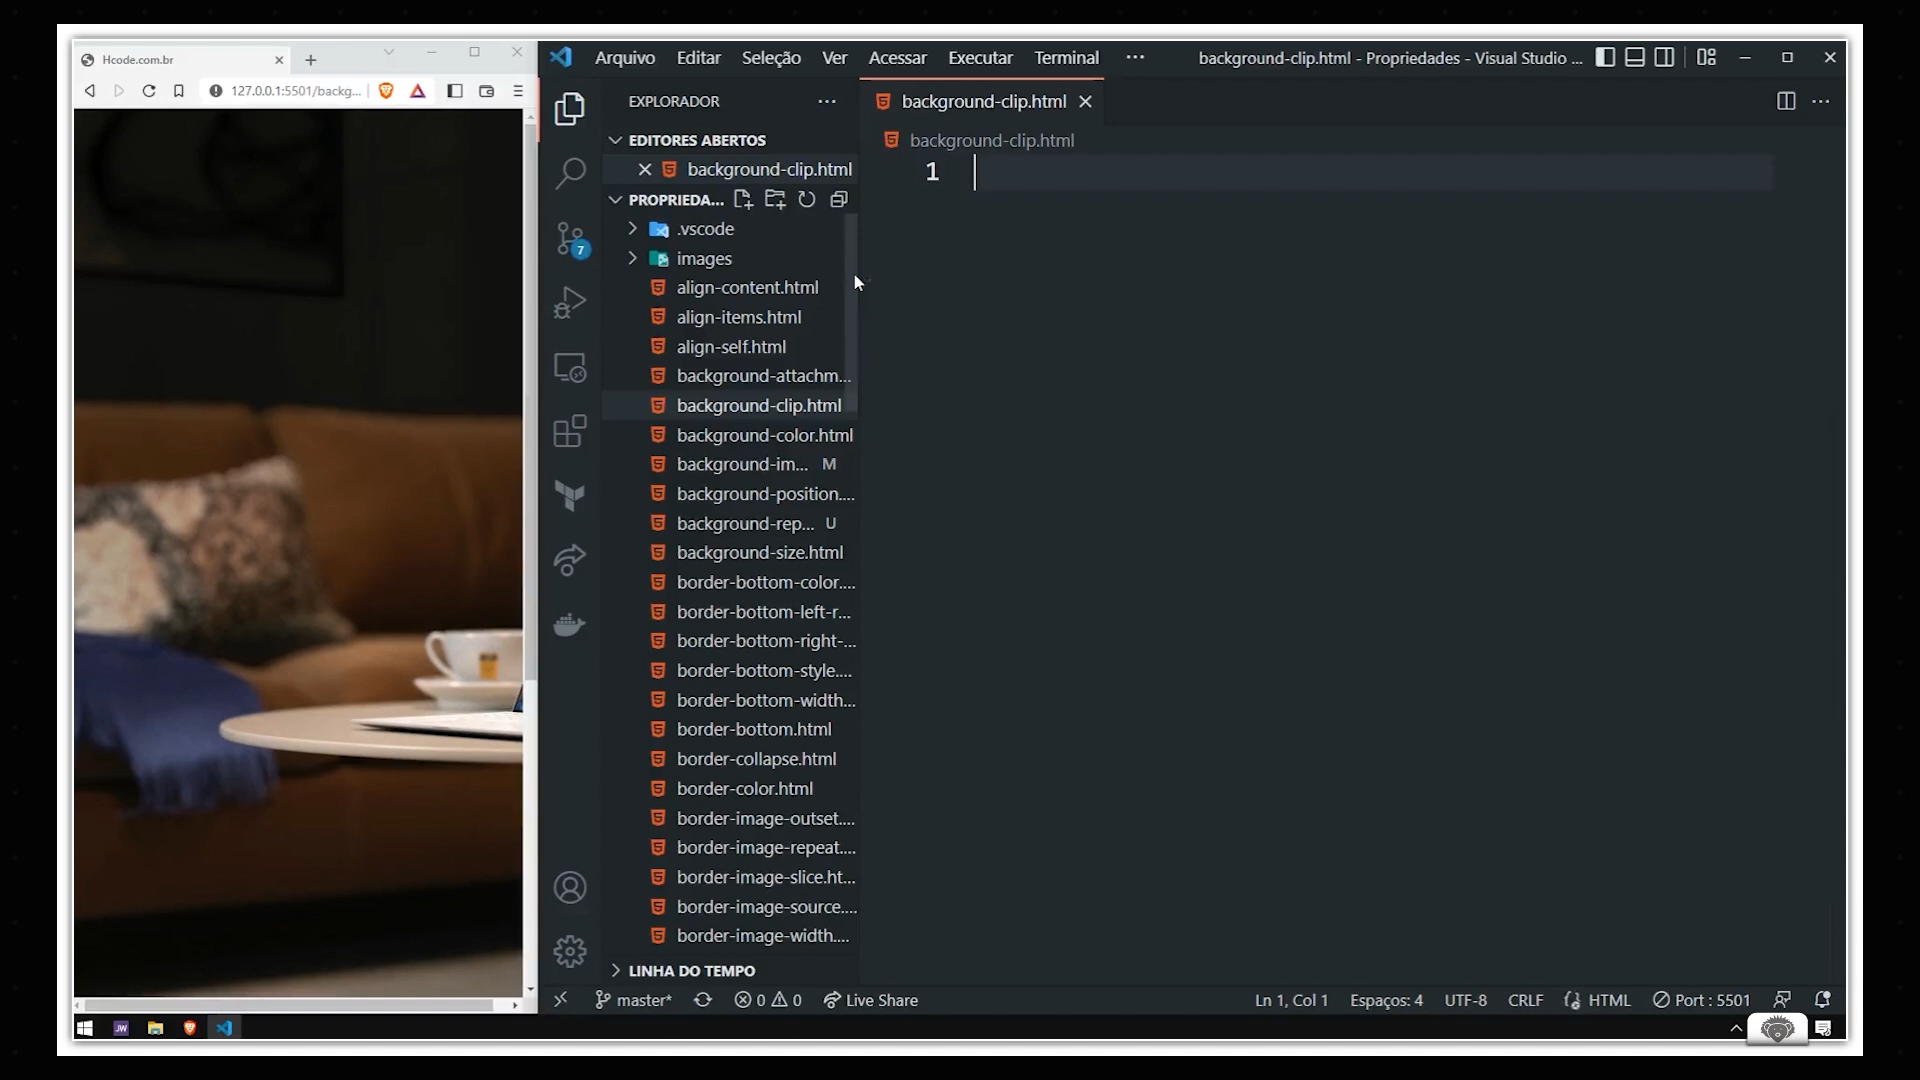 Hcode.com.br
127.0.0.1:5501/backg...
Arquivo Editar Seleção Ver Acessar Executar Terminal ···
background-clip.html - Propriedades - Visual Studio ...
EXPLORADOR
EDITORES ABERTOS
background-clip.html
PROPRIEDA...
.vscode
images
align-content.html
align-items.html
align-self.html
background-attachm...
background-clip.html
background-color.html
background-im... M
background-position....
background-rep... U
background-size.html
border-bottom-color....
border-bottom-left-r...
border-bottom-right-...
border-bottom-style....
border-bottom-width...
border-bottom.html
border-collapse.html
border-color.html
border-image-outset....
border-image-repeat....
border-image-slice.ht...
border-image-source....
border-image-width....
LINHA DO TEMPO
7
background-clip.html
background-clip.html
1
master* 0 0 Live Share
Ln 1, Col 1 Espaços: 4 UTF-8 CRLF HTML Port : 5501
JW